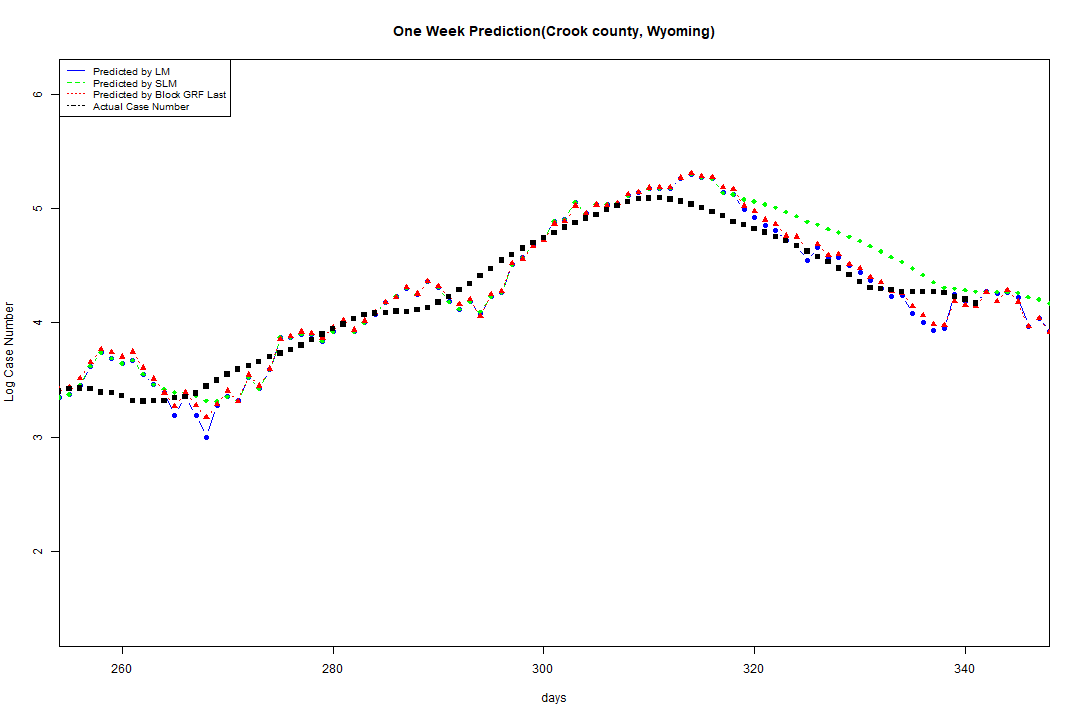 One Week Prediction(Crook county, Wyoming)
Predicted by LM
Predicted by SLM
Predicted by Block GRF Last
Actual Case Number
6
5
4
3
2
Log Case Number
260 280 300 320 340
days